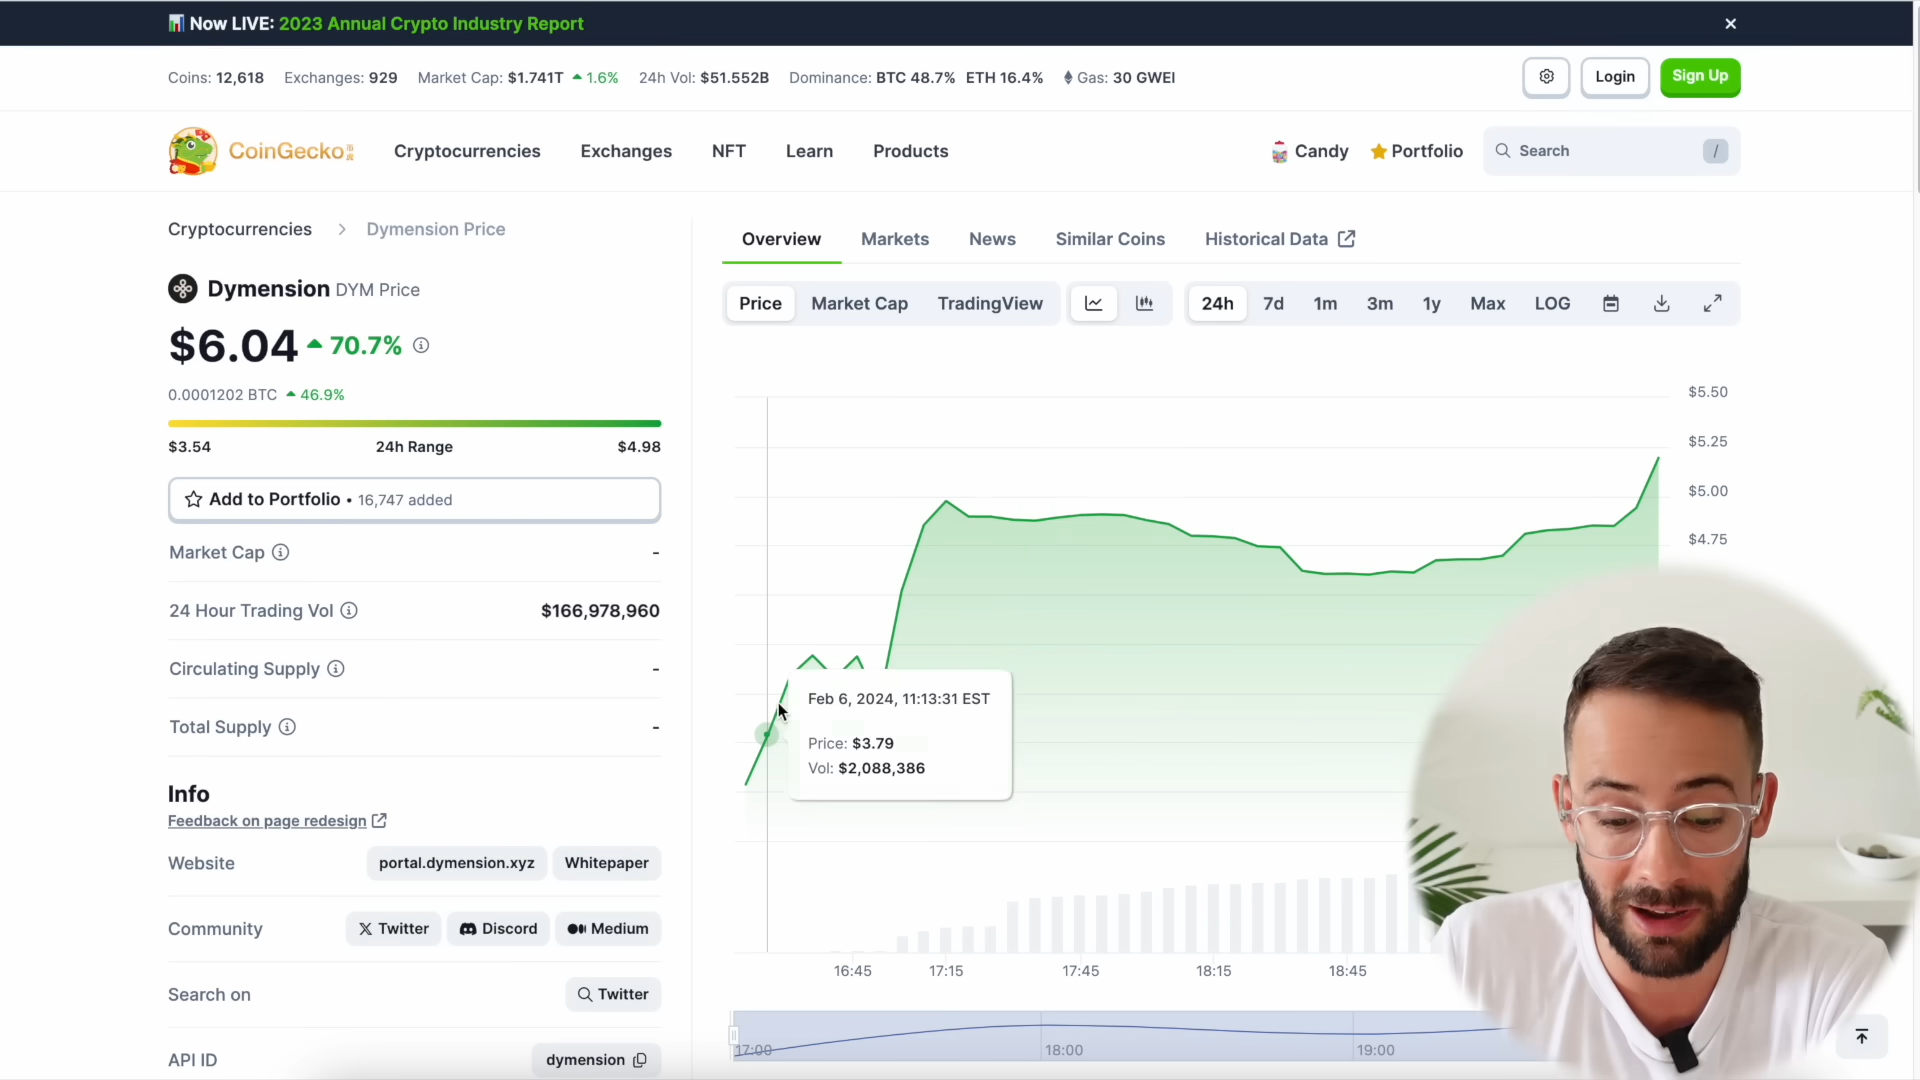 Now LIVE: 2023 Annual Crypto Industry Report
Coins: 12,618 Exchanges: 929 Market Cap: $1.741T 1.6% 24h Vol: $51.552B Dominance: BTC 48.7% ETH 16.4% Gas: 30 GWEI
Login
Sign Up
CoinGecko
Cryptocurrencies Exchanges NFT Learn Products
Candy Portfolio Search /
Cryptocurrencies > Dymension Price
Dymension DYM Price
$6.04 70.7%
0.0001202 BTC 46.9%
$3.54 24h Range $4.98
Add to Portfolio • 16,747 added
Market Cap -
24 Hour Trading Vol $166,978,960
Circulating Supply -
Total Supply -
Info
Feedback on page redesign
Website portal.dymension.xyz Whitepaper
Community Twitter Discord Medium
Search on Twitter
API ID dymension
Overview Markets News Similar Coins Historical Data
Price Market Cap TradingView 24h 7d 1m 3m 1y Max LOG
$5.50
$5.25
$5.00
$4.75
Feb 6, 2024, 11:13:31 EST
Price: $3.79
Vol: $2,088,386
16:45 17:15 17:45 18:15 18:45
17:00 18:00 19:00